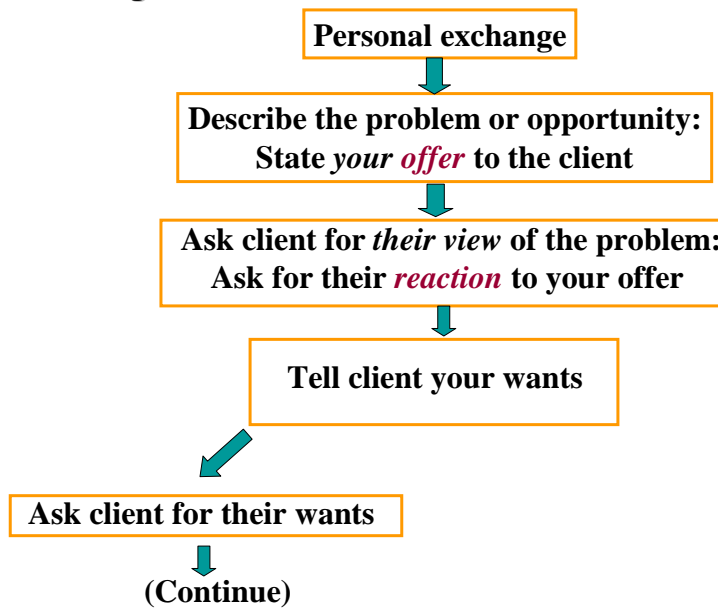 Personal exchange
Describe the problem or opportunity:
State your offer to the client
Ask client for their view of the problem:
Ask for their reaction to your offer
Tell client your wants
Ask client for their wants
(Continue)